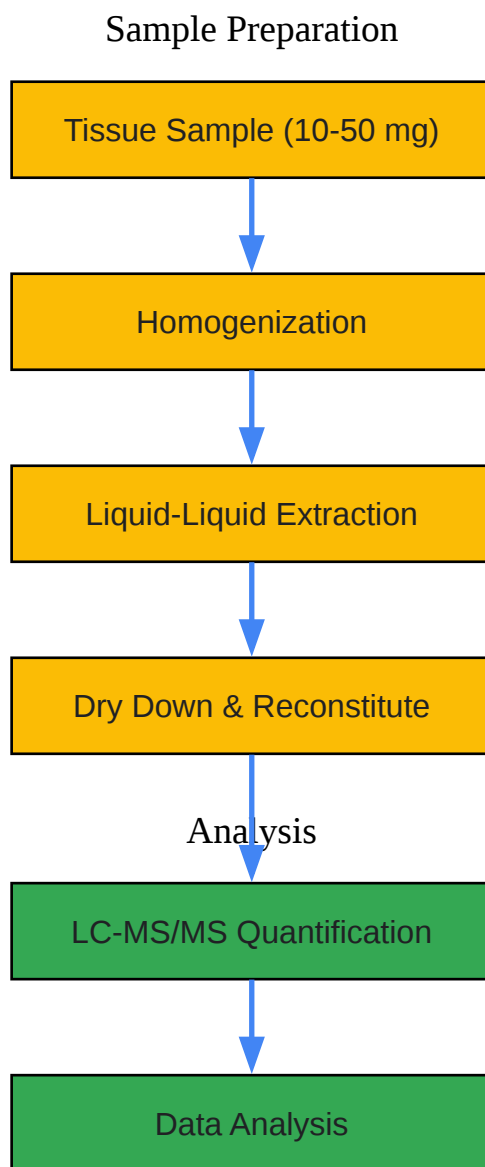 Sample Preparation
Tissue Sample (10-50 mg)
Homogenization
Liquid-Liquid Extraction
Dry Down & Reconstitute
Analysis
LC-MS/MS Quantification
Data Analysis